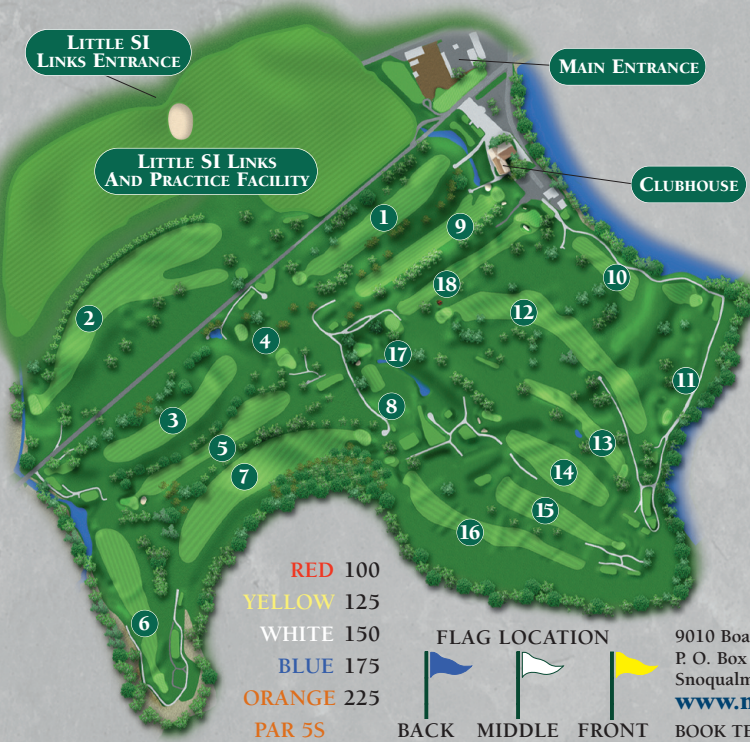 LITTLE SI
LINKS ENTRANCE
MAIN ENTRANCE
LITTLE SI LINKS
AND PRACTICE FACILITY
CLUBHOUSE
1
9
10
18
2
12
4
17
11
8
3
5
13
7
14
15
16
6
RED 100
YELLOW 125
WHITE 150
BLUE 175
ORANGE 225
PAR 5S
FLAG LOCATION
BACK MIDDLE FRONT
9010 Boa
P. O. Box
Snoqualm
www.n
BOOK TE